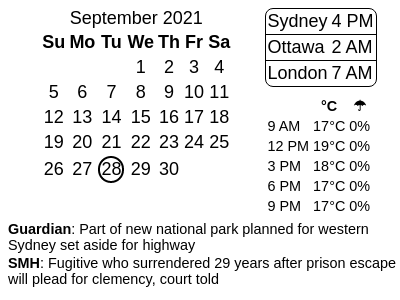 September 2021
Su Mo Tu We Th Fr Sa
1 2 3 4
5 6 7 8 9 10 11
12 13 14 15 16 17 18
19 20 21 22 23 24 25
26 27 28 29 30
Sydney 4 PM
Ottawa 2 AM
London 7 AM
°C ☂
9 AM 17°C 0%
12 PM 19°C 0%
3 PM 18°C 0%
6 PM 17°C 0%
9 PM 17°C 0%
Guardian: Part of new national park planned for western
Sydney set aside for highway
SMH: Fugitive who surrendered 29 years after prison escape
will plead for clemency, court told